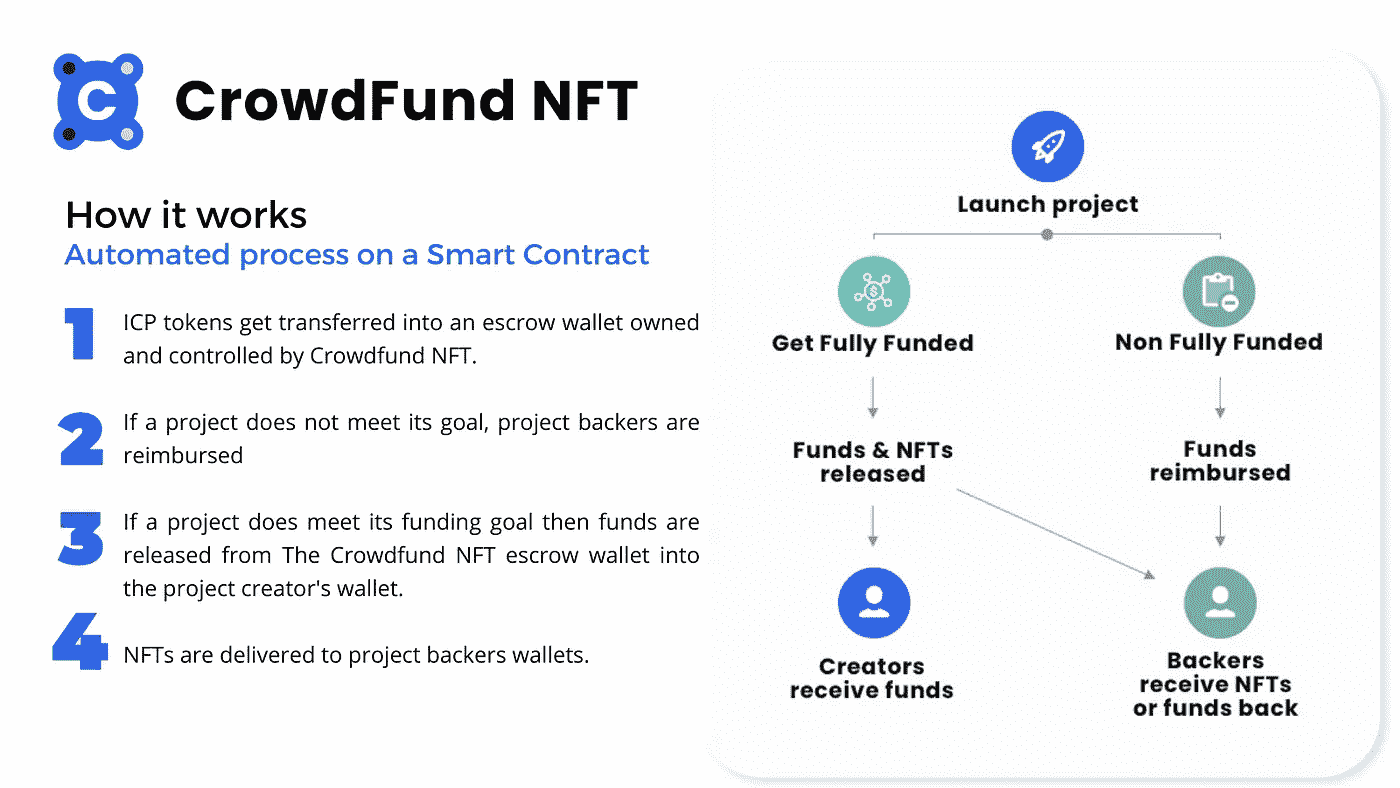 C
CrowdFund NFT
How it works
Automated process on a Smart Contract
1
ICP tokens get transferred into an escrow wallet owned
and controlled by Crowdfund NFT.
2
If a project does not meet its goal, project backers are
reimbursed
3
If a project does meet its funding goal then funds are
released from The Crowdfund NFT escrow wallet into
the project creator's wallet.
4
NFTs are delivered to project backers wallets.
Launch project
$
Get Fully Funded
Non Fully Funded
Funds & NFTs
released
Funds
reimbursed
Creators
receive funds
Backers
receive NFTs
or funds back